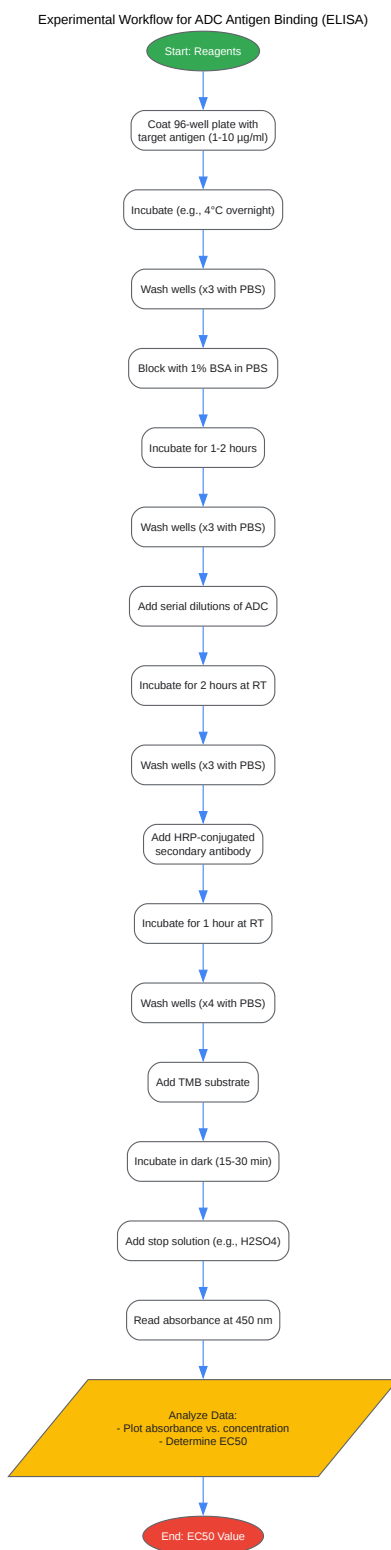 Experimental Workflow for ADC Antigen Binding (ELISA)
Start: Reagents
Coat 96-well plate with
target antigen (1-10 µg/ml)
Incubate (e.g., 4°C overnight)
Wash wells (x3 with PBS)
Block with 1% BSA in PBS
Incubate for 1-2 hours
Wash wells (x3 with PBS)
Add serial dilutions of ADC
Incubate for 2 hours at RT
Wash wells (x3 with PBS)
Add HRP-conjugated
secondary antibody
Incubate for 1 hour at RT
Wash wells (x4 with PBS)
Add TMB substrate
Incubate in dark (15-30 min)
Add stop solution (e.g., H2SO4)
Read absorbance at 450 nm
Analyze Data:
- Plot absorbance vs. concentration
- Determine EC50
End: EC50 Value